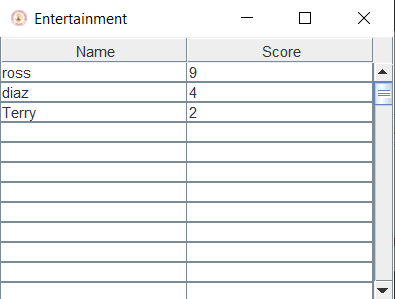 Entertainment
Name Score
ross 9
diaz 4
Terry 2